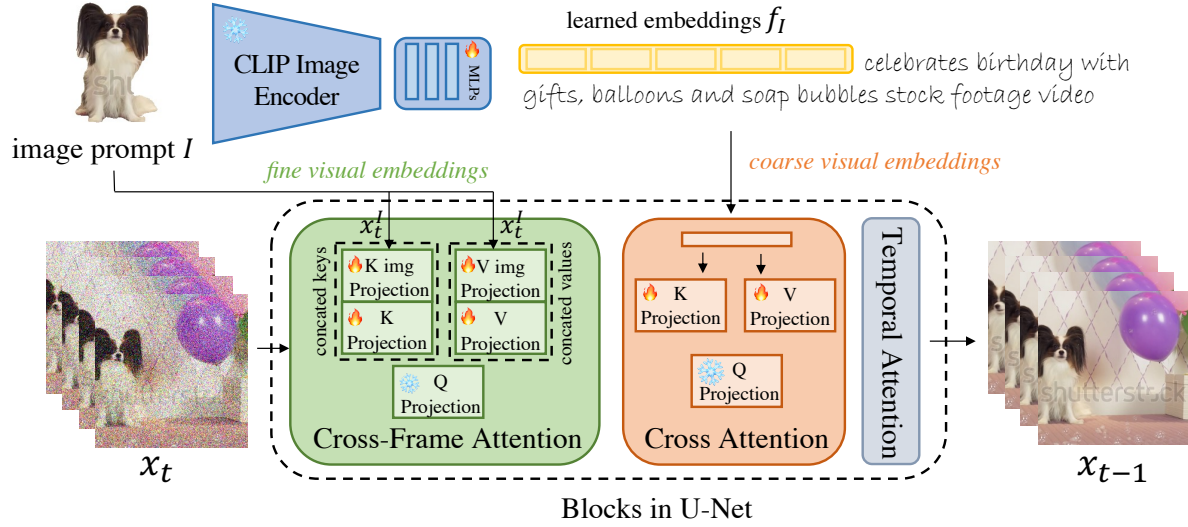 shu
image prompt I
CLIP Image
Encoder
MLPs
learned embeddings f_I
celebrates birthday with
gifts, balloons and soap bubbles stock footage video
fine visual embeddings
coarse visual embeddings
x_t^I
x_t^I
concated keys
K img
Projection
K
Projection
V img
Projection
V
Projection
concated values
Q
Projection
Cross-Frame Attention
K
Projection
V
Projection
Q
Projection
Cross Attention
Temporal Attention
x_t
shutterstock
x_{t-1}
Blocks in U-Net